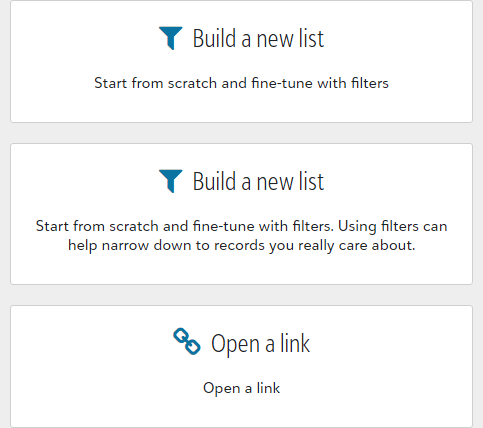 Build a new list
Start from scratch and fine-tune with filters
Build a new list
Start from scratch and fine-tune with filters. Using filters can
help narrow down to records you really care about.
Open a link
Open a link